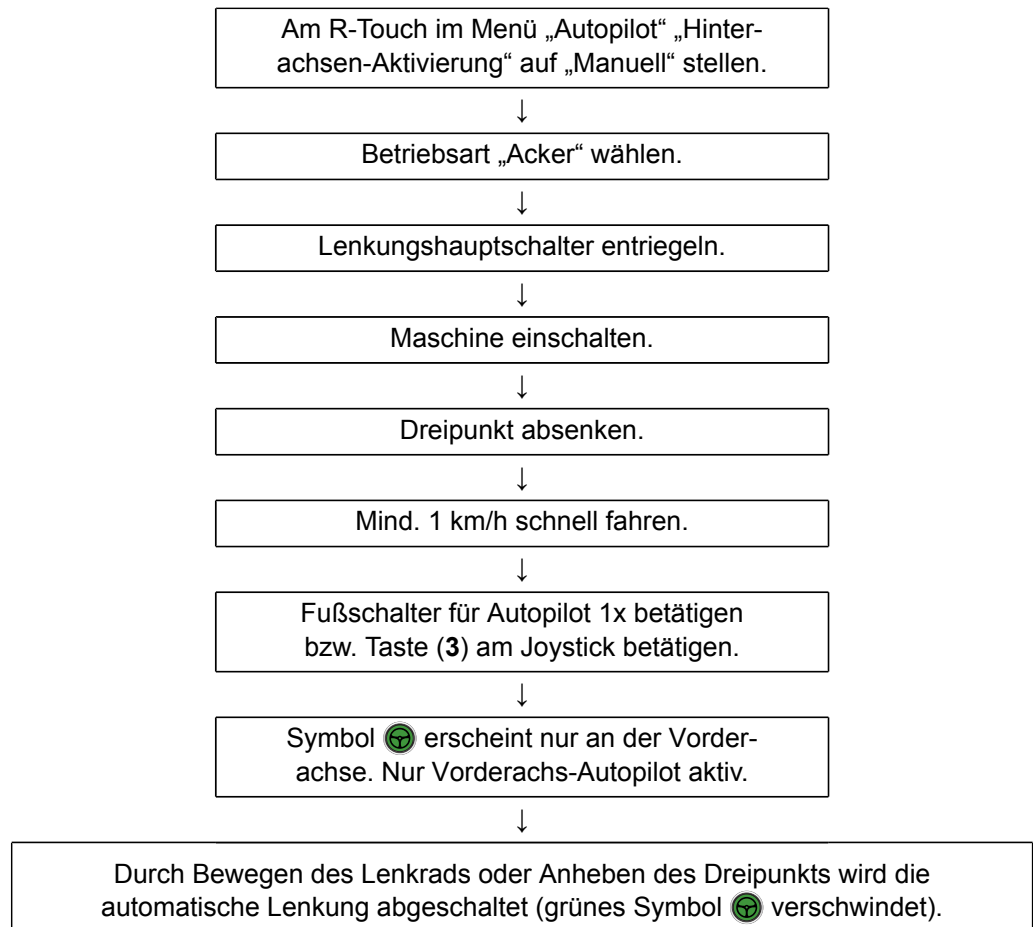 Am R-Touch im Menü „Autopilot“ „Hinter-
achsen-Aktivierung“ auf „Manuell“ stellen.
↓
Betriebsart „Acker“ wählen.
↓
Lenkungshauptschalter entriegeln.
↓
Maschine einschalten.
↓
Dreipunkt absenken.
↓
Mind. 1 km/h schnell fahren.
↓
Fußschalter für Autopilot 1x betätigen
bzw. Taste (3) am Joystick betätigen.
↓
Symbol erscheint nur an der Vorder-
achse. Nur Vorderachs-Autopilot aktiv.
↓
Durch Bewegen des Lenkrads oder Anheben des Dreipunkts wird die
automatische Lenkung abgeschaltet (grünes Symbol verschwindet).